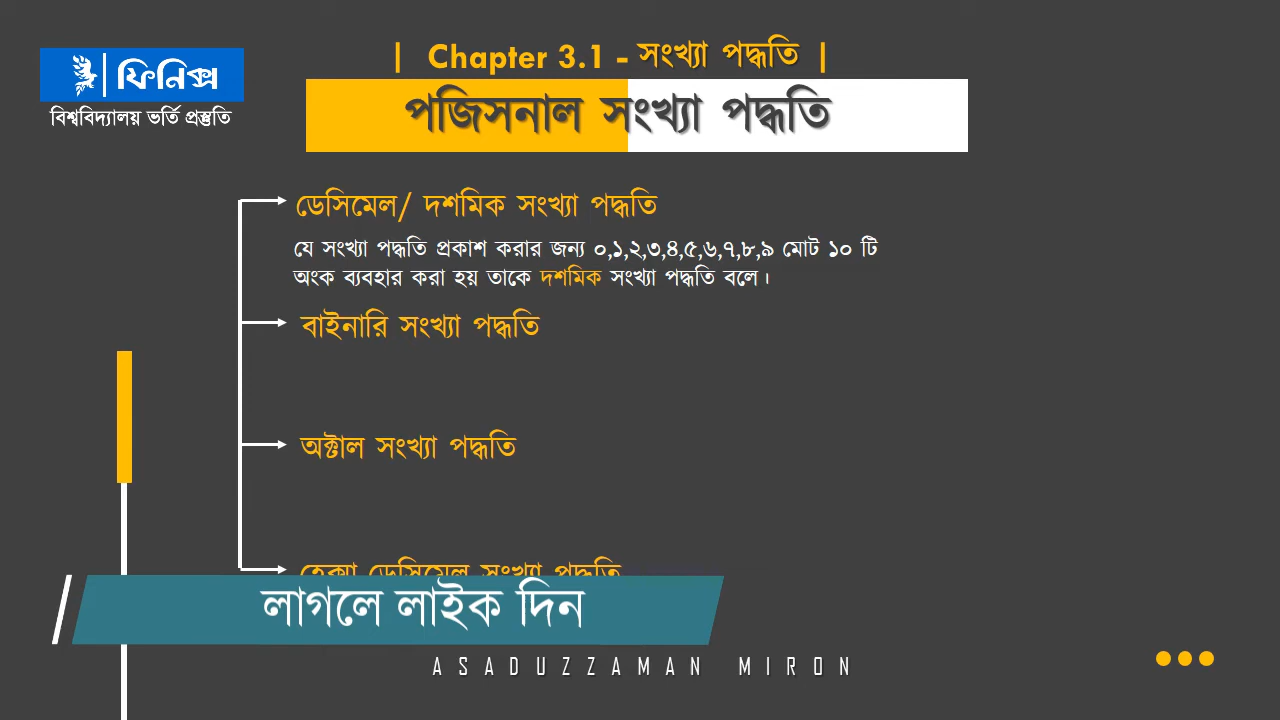 | Chapter 3.1 - সংখ্যা পদ্ধতি |
ফিনিক্স
বিশ্ববিদ্যালয় ভর্তি প্রস্তুতি
পজিসনাল সংখ্যা পদ্ধতি
ডেসিমেল/ দশমিক সংখ্যা পদ্ধতি
যে সংখ্যা পদ্ধতি প্রকাশ করার জন্য ০,১,২,৩,৪,৫,৬,৭,৮,৯ মোট ১০ টি
অংক ব্যবহার করা হয় তাকে দশমিক সংখ্যা পদ্ধতি বলে।
বাইনারি সংখ্যা পদ্ধতি
অক্টাল সংখ্যা পদ্ধতি
হেক্সা ডেসিমেল সংখ্যা পদ্ধতি
লাগলে লাইক দিন
ASADUZZAMAN MIRON